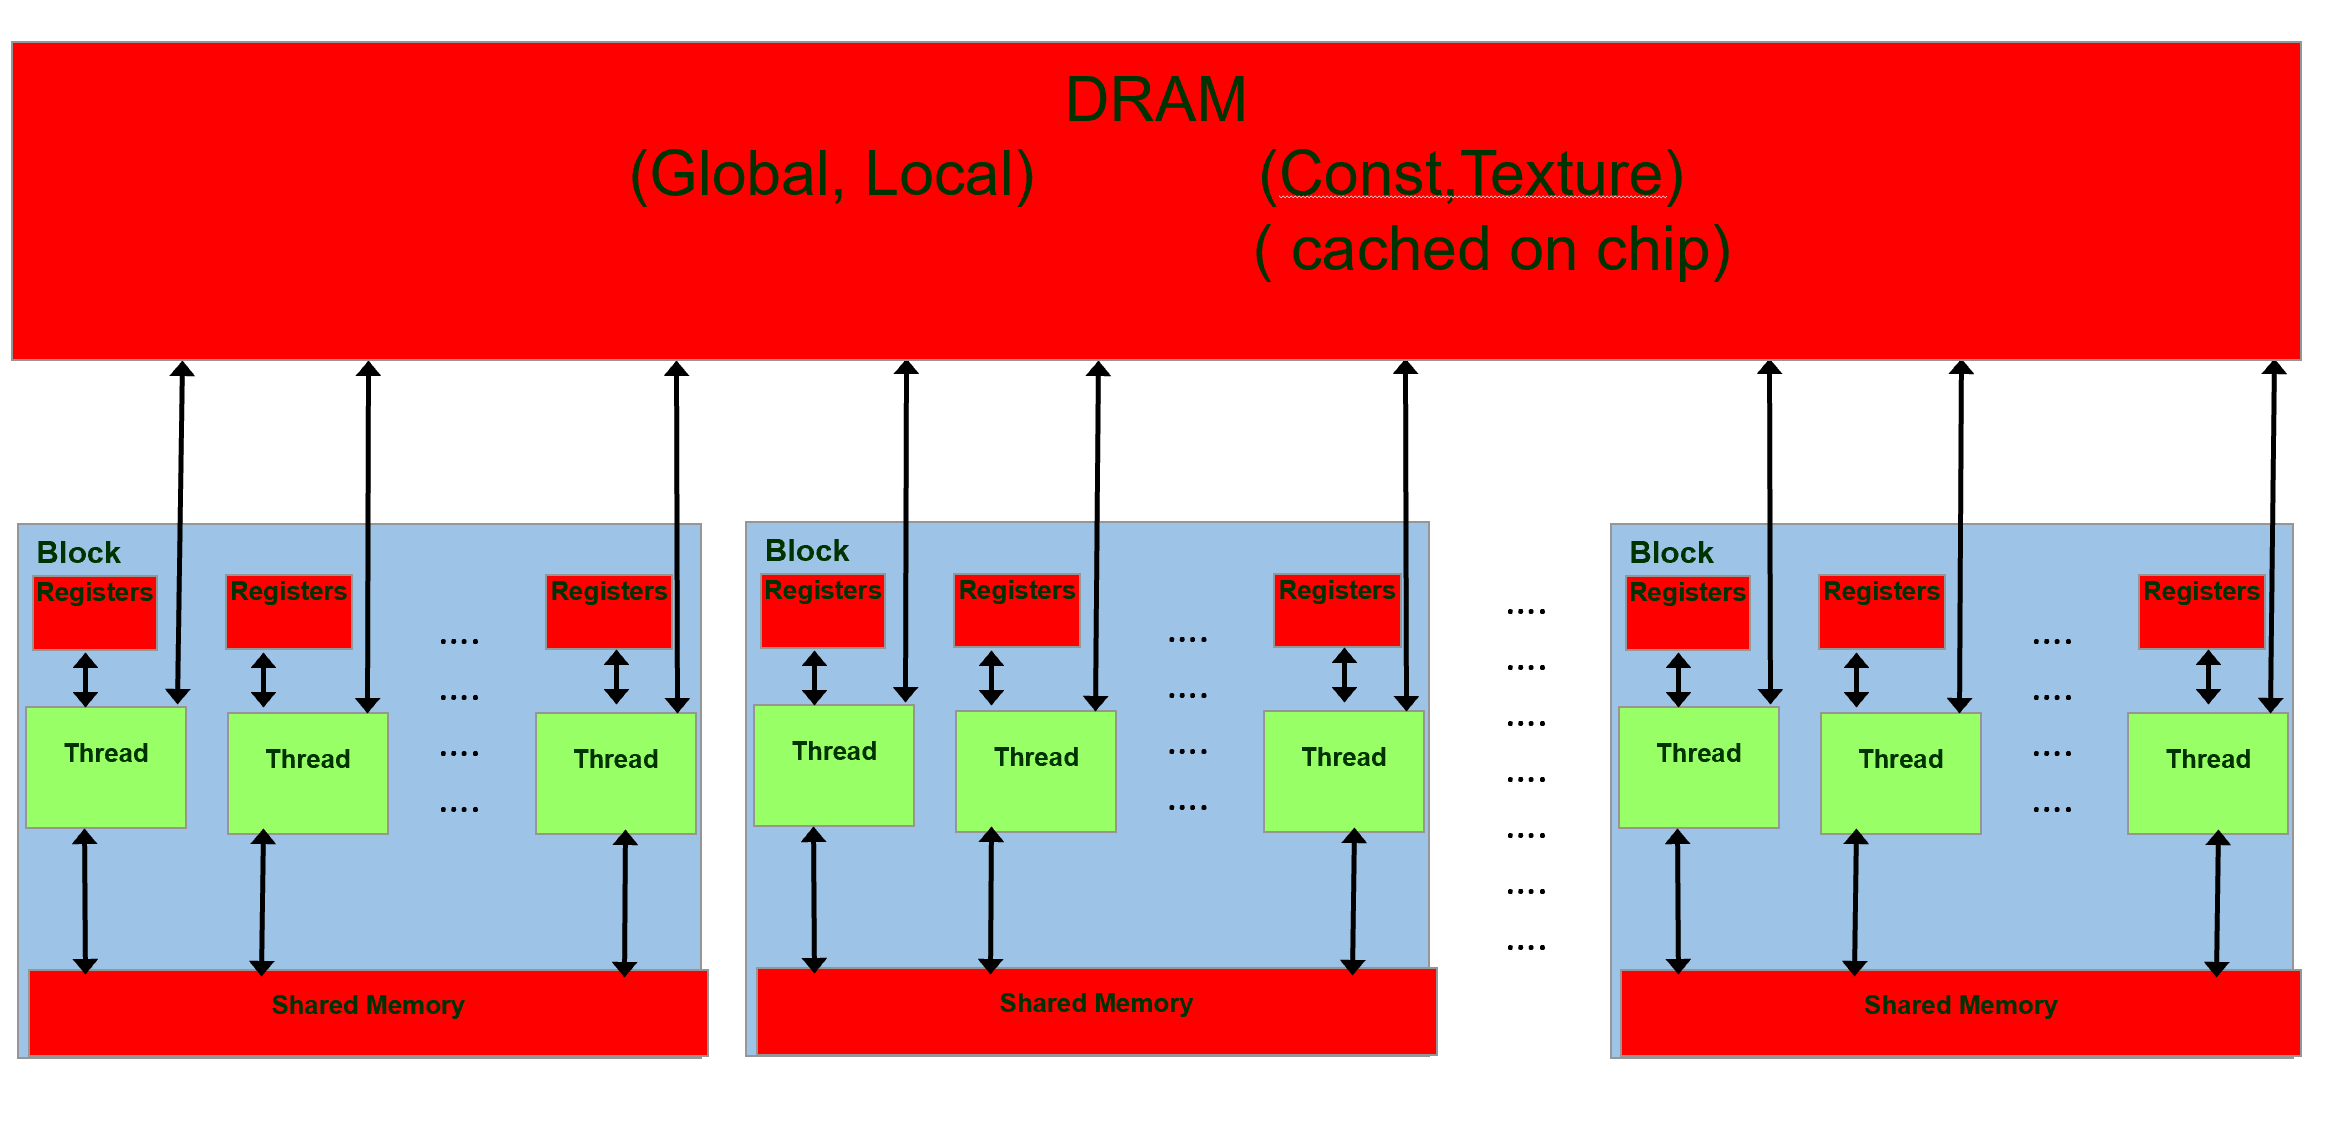 DRAM
(Global, Local) (Const,Texture)
( cached on chip)
Block
Registers Registers Registers
....
....
....
....
Thread Thread Thread
Shared Memory
Block
Registers Registers Registers
....
....
....
....
Thread Thread Thread
Shared Memory
....
....
....
....
....
....
....
Block
Registers Registers Registers
....
....
....
....
Thread Thread Thread
Shared Memory